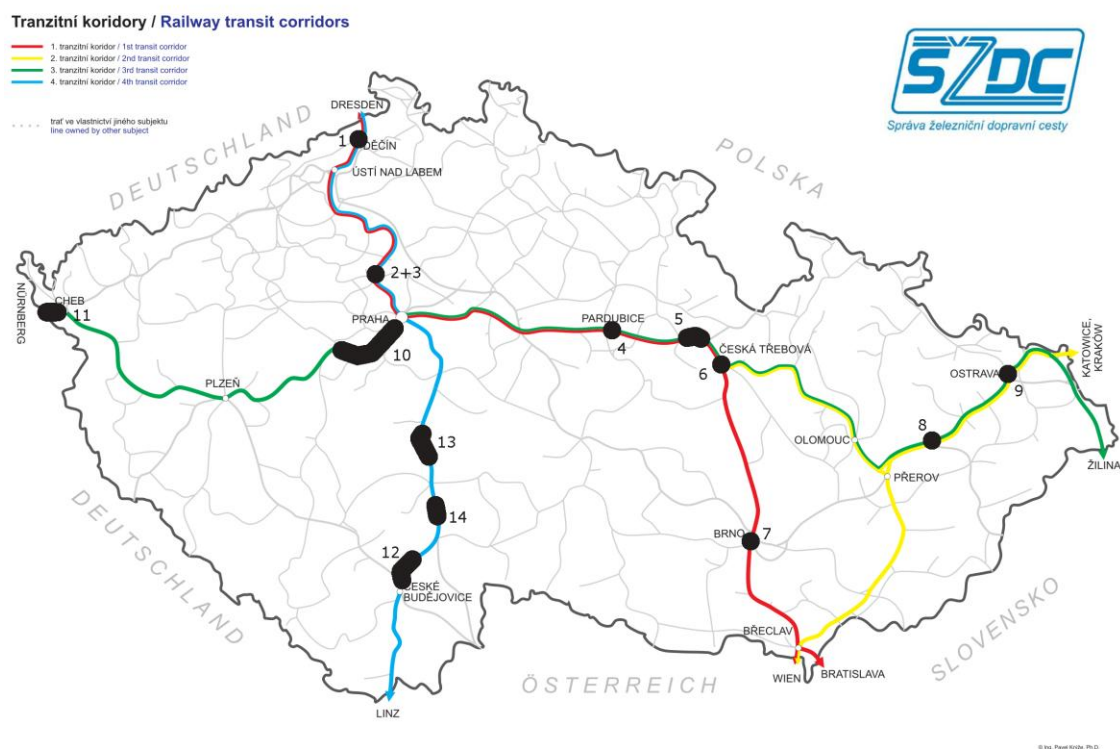 Tranzitní koridory / Railway transit corridors
1. tranzitní koridor / 1st transit corridor
2. tranzitní koridor / 2nd transit corridor
3. tranzitní koridor / 3rd transit corridor
4. tranzitní koridor / 4th transit corridor
trať ve vlastnictví jiného subjektu
line owned by other subject
SŽDC
Správa železniční dopravní cesty
DRESDEN
1
DĚČÍN
ÚSTÍ NAD LABEM
DEUTSCHLAND
POLSKA
2+3
NÜRNBERG
CHEB
11
PRAHA
10
PARDUBICE
4
5
ČESKÁ TŘEBOVÁ
6
KATOWICE,
KRAKÓW
OSTRAVA
9
PLZEŇ
13
OLOMOUC
8
ŽILINA
PŘEROV
14
DEUTSCHLAND
BRNO
7
12
ČESKÉ
BUDĚJOVICE
SLOVENSKO
BŘECLAV
WIEN
BRATISLAVA
ÖSTERREICH
LINZ
© Ing. Pavel Krýže, Ph.D.